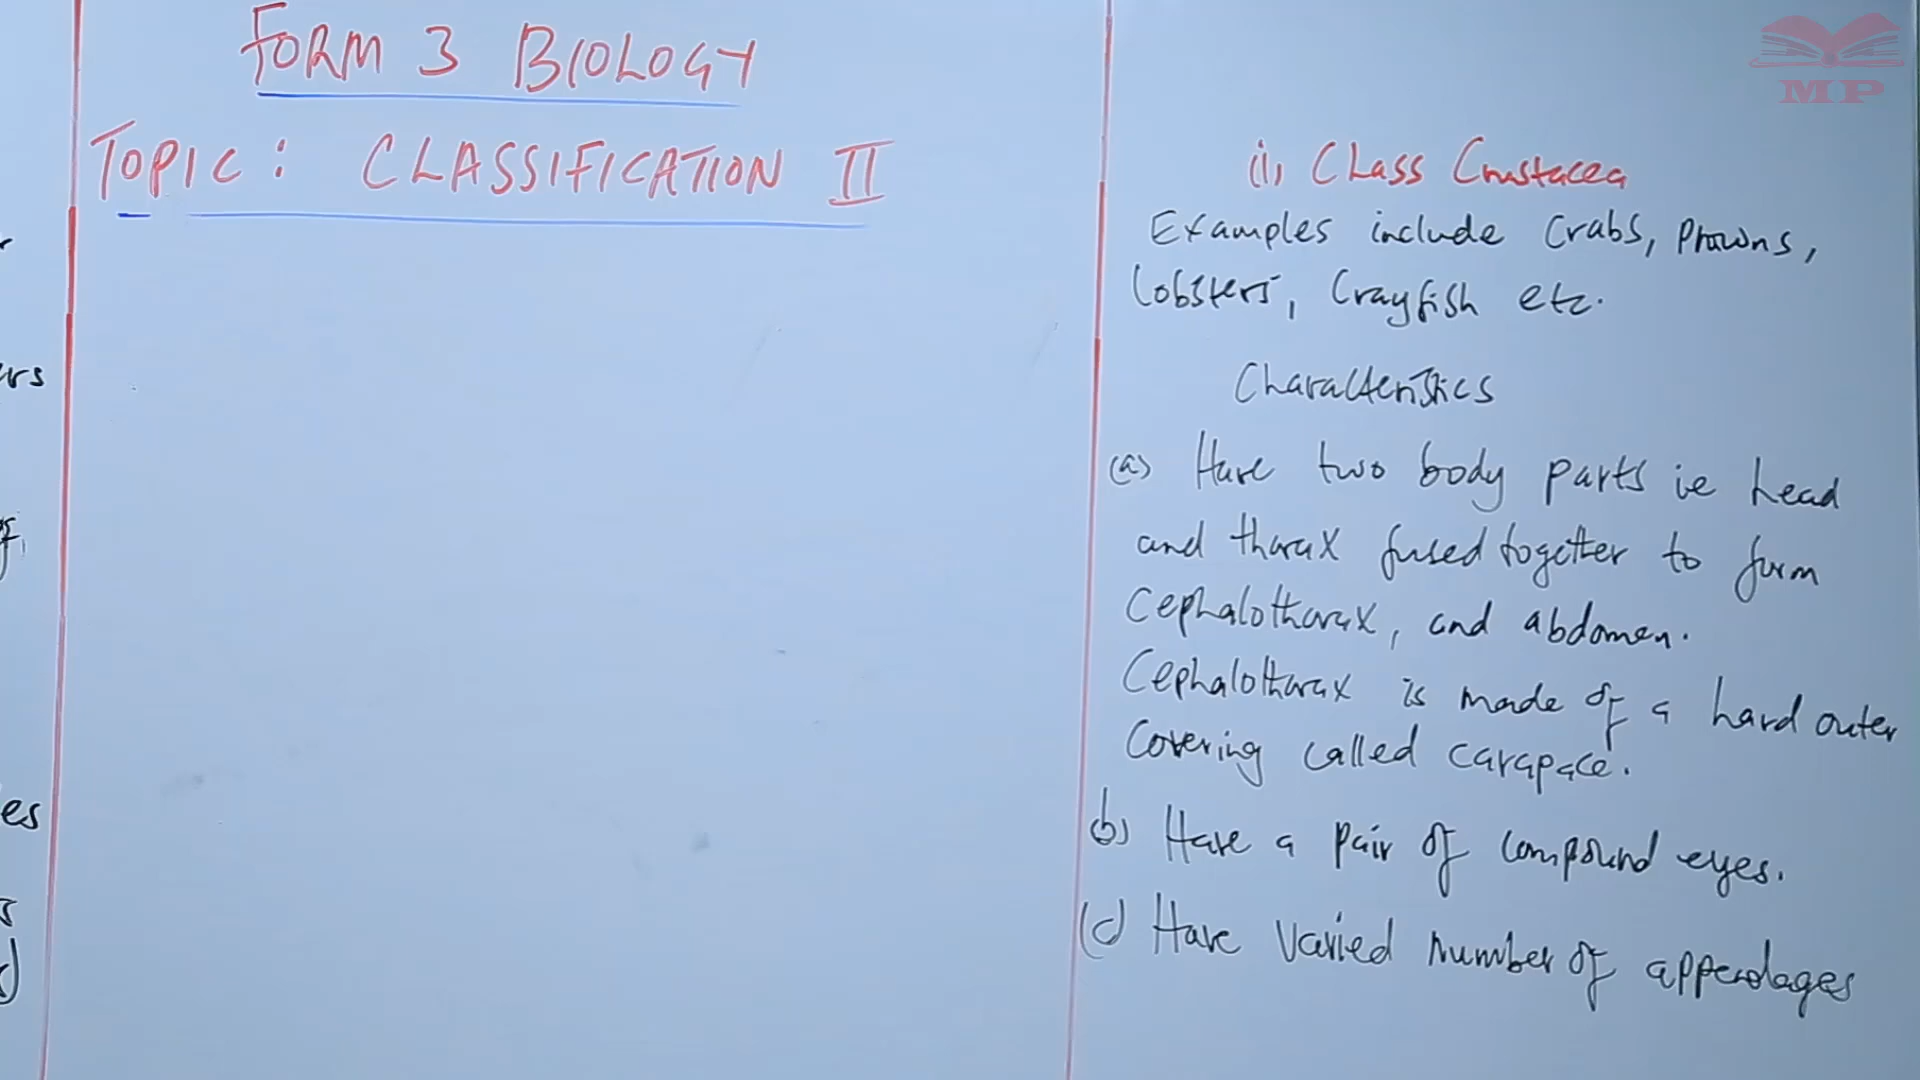 FORM 3 BIOLOGY
TOPIC: CLASSIFICATION II
rs
es
MP
(i) Class Crustacea
Examples include Crabs, Prawns,
Lobsters, Crayfish etc.
Characteristics
(a) Have two body parts ie head
and thorax fused together to form
Cephalothorax, and abdomen.
Cephalothorax is made of a hard outer
Covering called carapace.
b) Have a pair of compound eyes.
(c) Have varied number of appendages